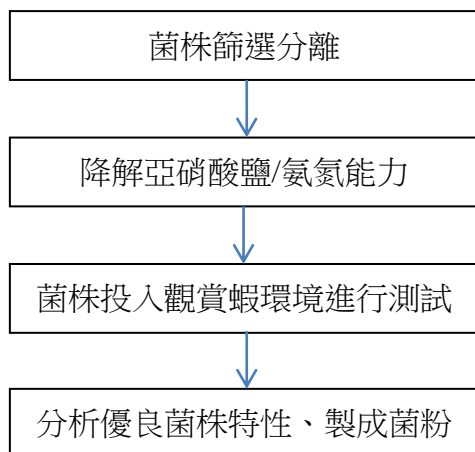 菌株篩選分離
降解亞硝酸鹽/氨氮能力
菌株投入觀賞蝦環境進行測試
分析優良菌株特性、製成菌粉